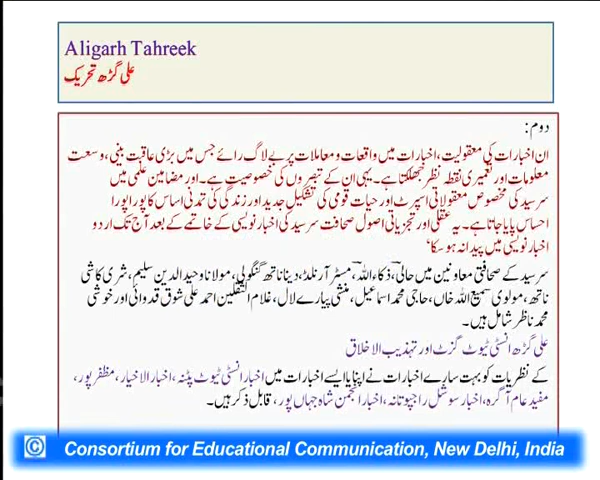 Aligarh Tahreek
علی گڑھ تحریک
دوم:
ان اخبارات کی معقولیت، اخبارات میں واقعات و معاملات پر بے لاگ رائے جس میں بڑی عاقبت بینی، وسعت
معلومات اور تعمیری نقطہ نظر جھلکتا ہے۔ یہی ان کے تبصروں کی خصوصیت ہے۔ اور مضامین علمی میں
سرسید کی مخصوص معقولاتی اسپرٹ اور حیات قومی کی تشکیل جدید اور زندگی کی تمدنی اساس کا پورا پورا
احساس پایا جاتا ہے۔ یہ عقلی اور تجزیاتی اصول صحافت سرسید کی اخبار نویسی کے خاتمے کے بعد آج تک اردو
اخبار نویسی میں پیدا نہ ہوسکا‘
سرسید کے صحافتی معاونین میں حالیؔ، ذکاء اللہؔ، مسٹر آرنلڈ، دینا ناتھ گنگولی، مولانا وحید الدین سلیم، شری کاشی
ناتھ، مولوی سمیع اللہ خاں، حاجی محمد اسماعیل، منشی پیارے لال، غلام الثقلین احمد علی شوق قدوائی اور خوشی
محمد ناظر شامل ہیں۔
علی گڑھ انسٹی ٹیوٹ گزٹ اور تہذیب الاخلاق
کے نظریات کو بہت سارے اخبارات نے اپنایا ایسے اخبارات میں اخبار انسٹی ٹیوٹ پٹنہ، اخبار الاخیار، مظفر پور،
مفید عام آگرہ، اخبار سوشل راجپوتانہ، اخبار انجمن شاہ جہاں پور، قابل ذکر ہیں۔
© Consortium for Educational Communication, New Delhi, India